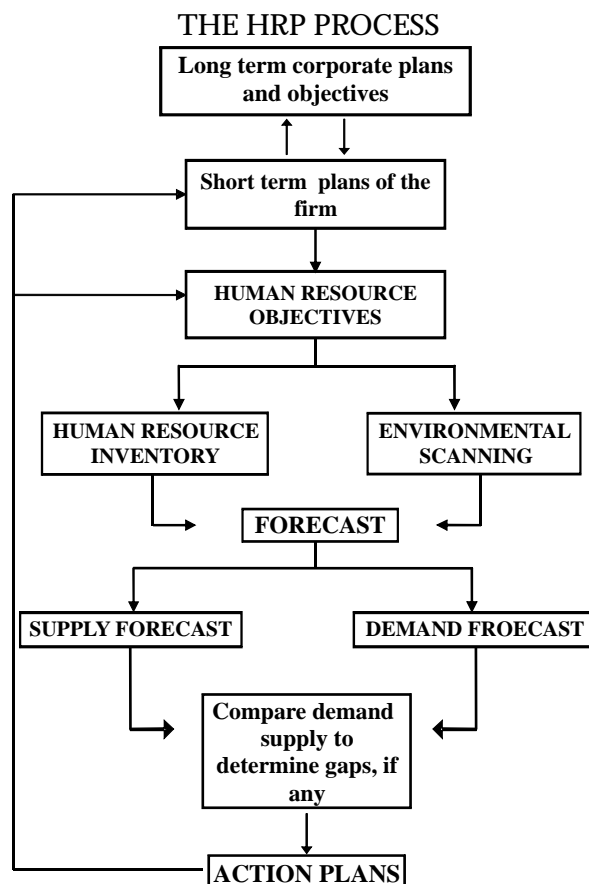 THE HRP PROCESS
Long term corporate plans
and objectives
Short term plans of the
firm
HUMAN RESOURCE
OBJECTIVES
HUMAN RESOURCE
INVENTORY
ENVIRONMENTAL
SCANNING
FORECAST
SUPPLY FORECAST
DEMAND FROECAST
Compare demand
supply to
determine gaps, if
any
ACTION PLANS